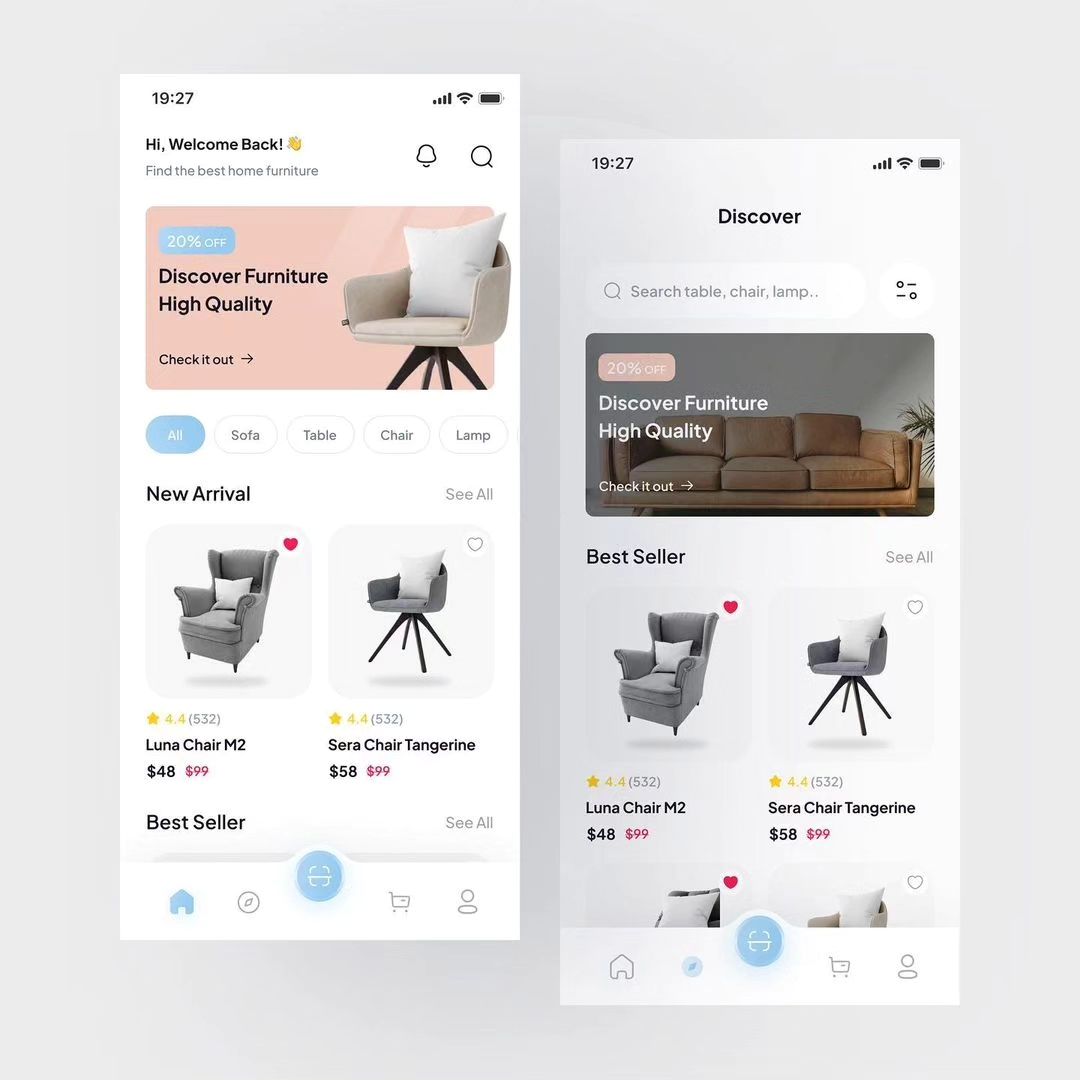 19:27
Hi, Welcome Back! 👋
Find the best home furniture
20% OFF
Discover Furniture
High Quality
Check it out →
All
Sofa
Table
Chair
Lamp
New Arrival
See All
4.4 (532)
4.4 (532)
Luna Chair M2
Sera Chair Tangerine
$48 $99
$58 $99
Best Seller
See All
19:27
Discover
Search table, chair, lamp..
20% OFF
Discover Furniture
High Quality
Check it out →
Best Seller
See All
4.4 (532)
4.4 (532)
Luna Chair M2
Sera Chair Tangerine
$48 $99
$58 $99